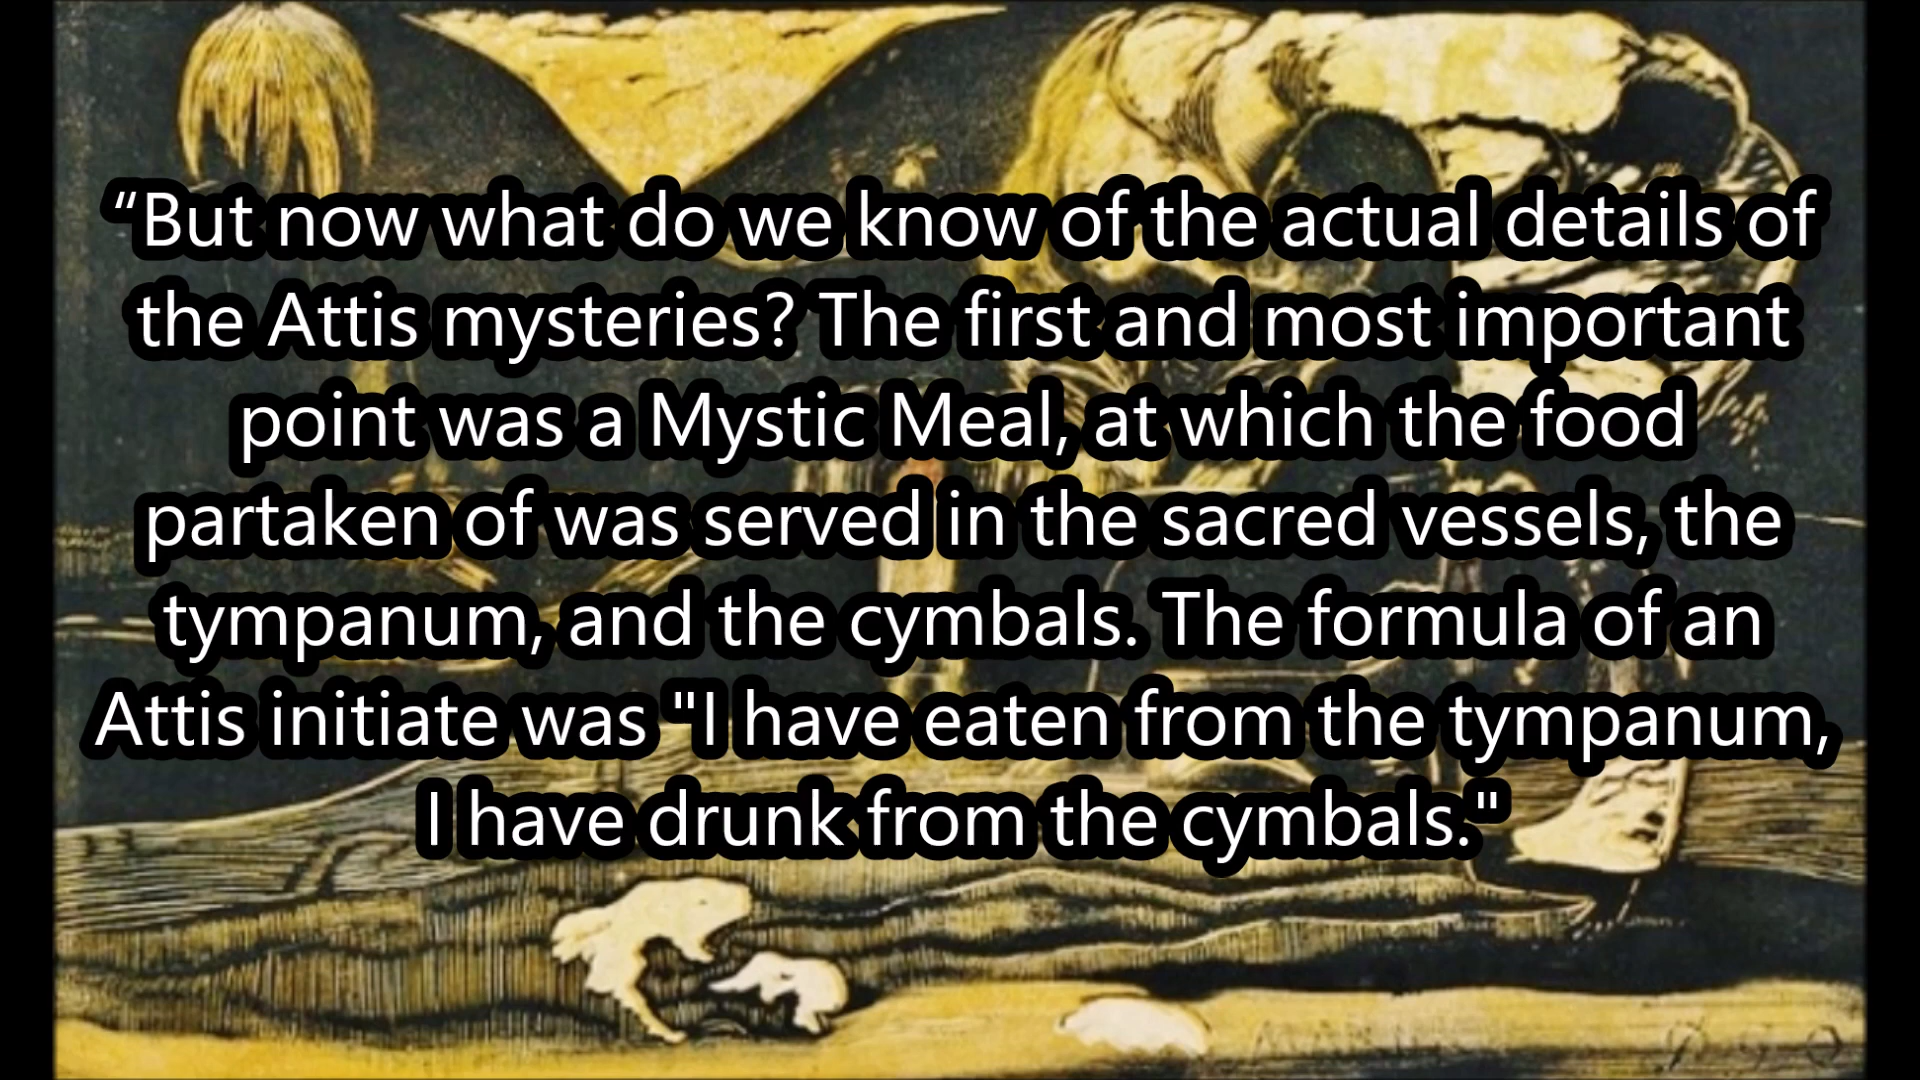 “But now what do we know of the actual details of
the Attis mysteries? The first and most important
point was a Mystic Meal, at which the food
partaken of was served in the sacred vessels, the
tympanum, and the cymbals. The formula of an
Attis initiate was "I have eaten from the tympanum,
I have drunk from the cymbals."